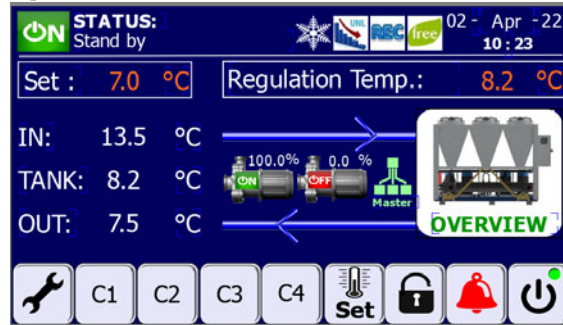 ON STATUS:
Stand by
UNL REC free
02 - Apr -22
10 : 23
Set : 7.0 °C
Regulation Temp.: 8.2 °C
IN: 13.5 °C
TANK: 8.2 °C
OUT: 7.5 °C
100.0% 0.0 %
ON OFF
Master
OVERVIEW
C1 C2 C3 C4 Set